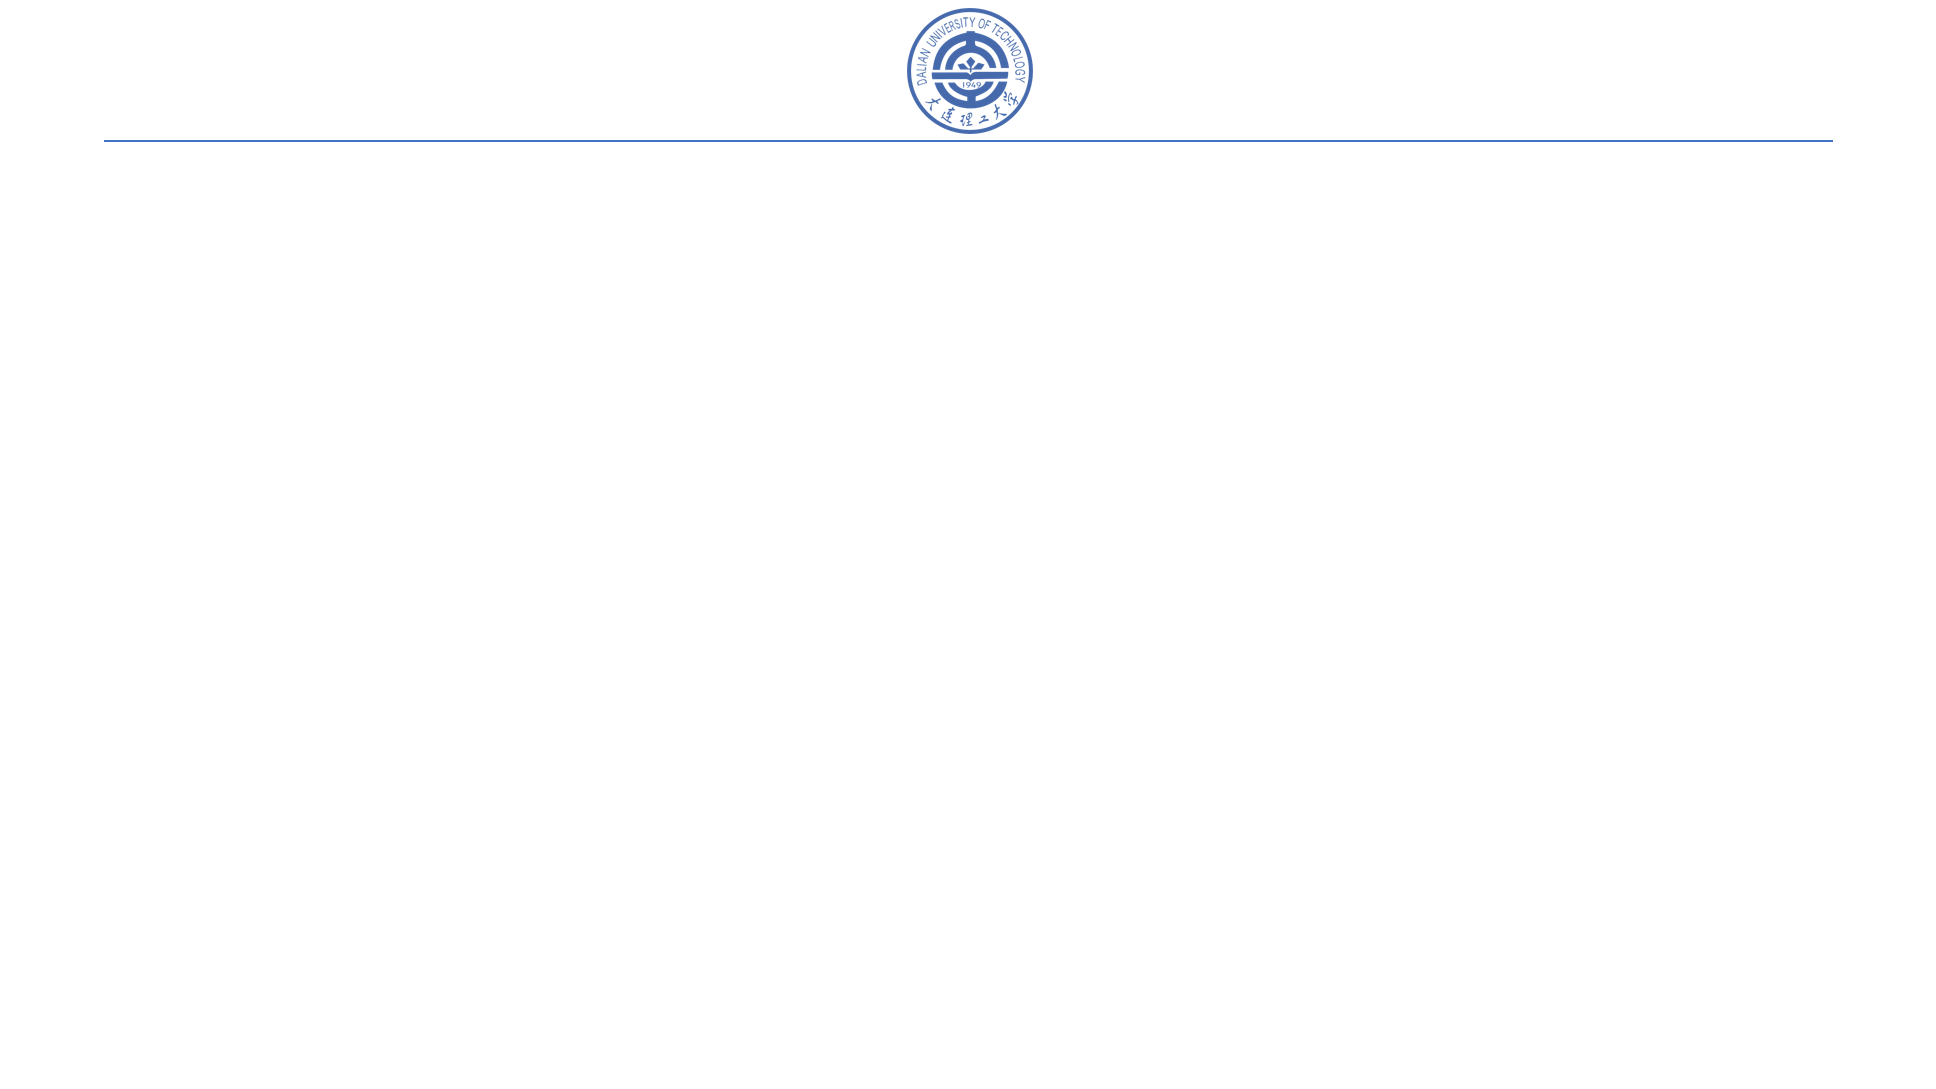 DALIAN UNIVERSITY OF TECHNOLOGY
1949
大连理工大学